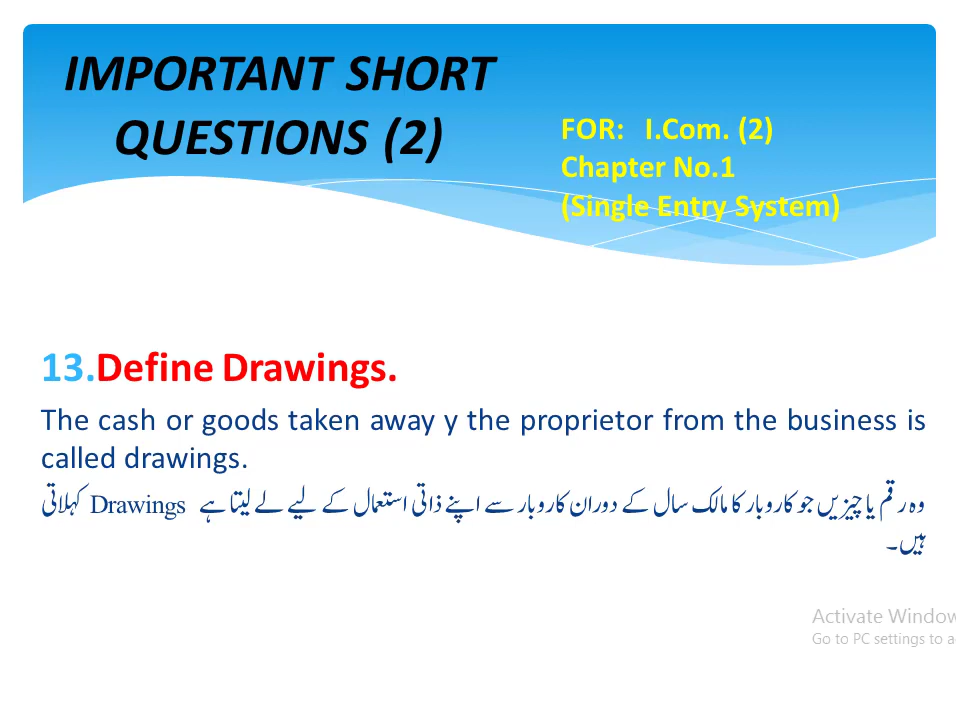 IMPORTANT SHORT
QUESTIONS (2)
FOR: I.Com. (2)
Chapter No.1
(Single Entry System)
13.Define Drawings.
The cash or goods taken away y the proprietor from the business is
called drawings.
وہ رقم یا چیزیں جو کاروبار کا مالک سال کے دوران کاروبار سے اپنے ذاتی استعمال کے لیے لے لیتا ہے Drawings کہلاتی
ہیں۔
Activate Window
Go to PC settings to a